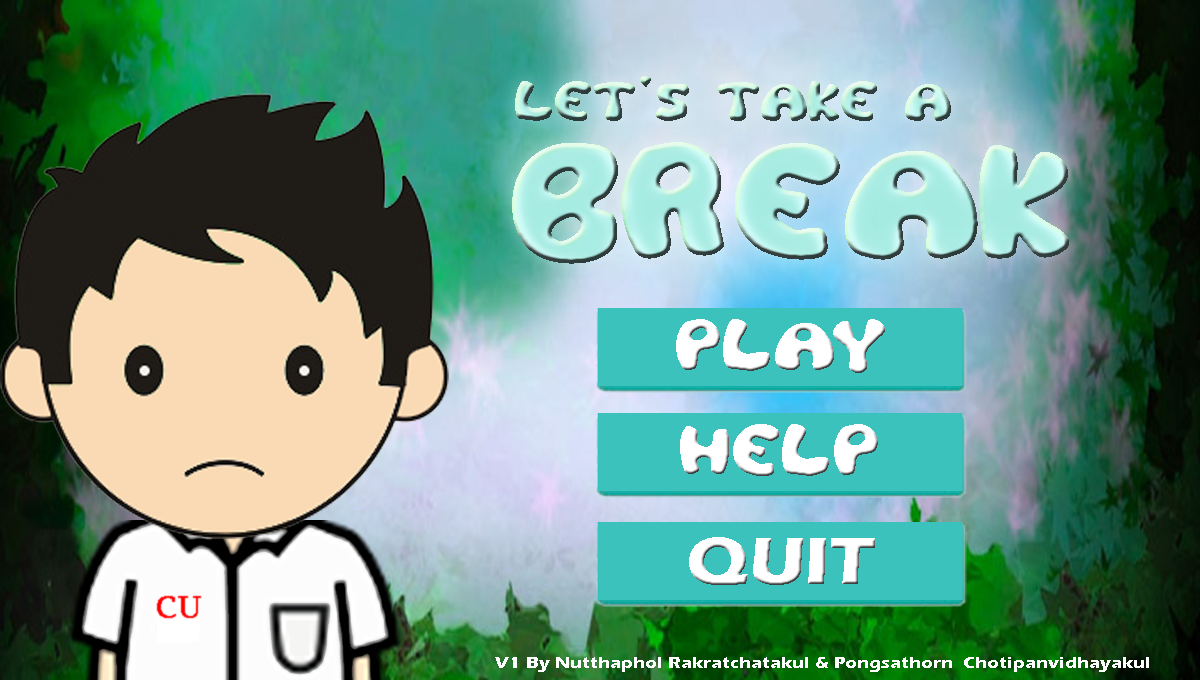 LET'S TAKE A
BREAK
PLAY
HELP
QUIT
CU
V1 By Nutthaphol Rakratchatakul & Pongsathorn Chotipanvidhayakul